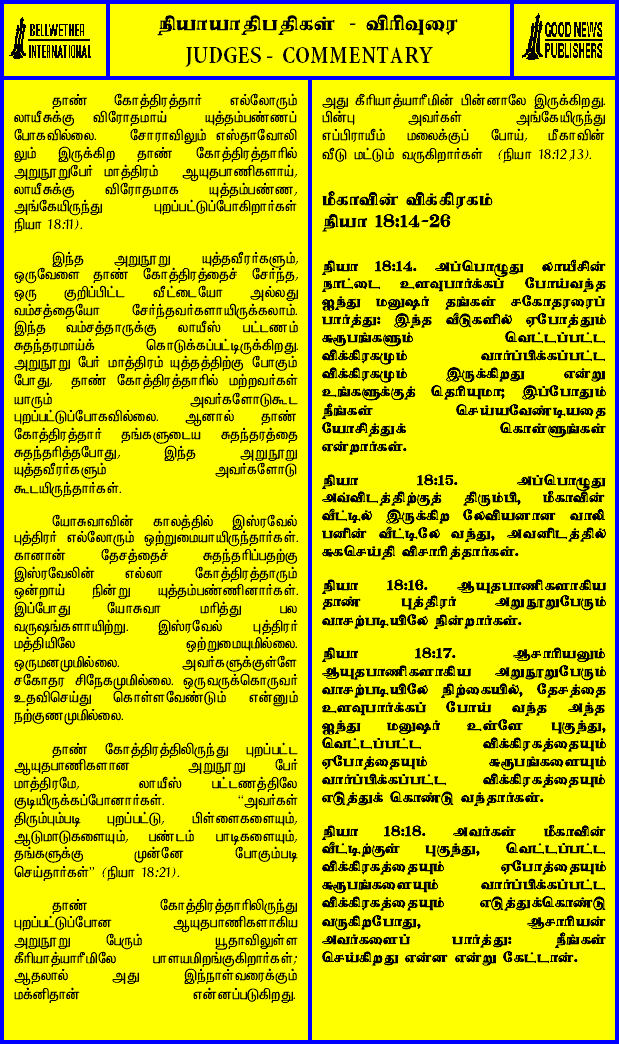 BELLWETHER
INTERNATIONAL
நியாயாதிபதிகள் - விரிவுரை
JUDGES - COMMENTARY
GOOD NEWS
PUBLISHERS
தாண் கோத்திரத்தார் எல்லோரும்
லாயீசுக்கு விரோதமாய் யுத்தம்பண்ணப்
போகவில்லை. சோராவிலும் எஸ்தாவோலி
லும் இருக்கிற தாண் கோத்திரத்தாரில்
அறுநூறுபேர் மாத்திரம் ஆயுதபாணிகளாய்,
லாயீசுக்கு விரோதமாக யுத்தம்பண்ண,
அங்கேயிருந்து புறப்பட்டுப்போகிறார்கள்
நியா 18:11).
இந்த அறுநூறு யுத்தவீரர்களும்,
ஒருவேளை தாண் கோத்திரத்தைச் சேர்ந்த,
ஒரு குறிப்பிட்ட வீட்டையோ அல்லது
வம்சத்தையோ சேர்ந்தவர்களாயிருக்கலாம்.
இந்த வம்சத்தாருக்கு லாயீஸ் பட்டணம்
சுதந்தரமாய்க் கொடுக்கப்பட்டிருக்கிறது.
அறுநூறு பேர் மாத்திரம் யுத்தத்திற்கு போகும்
போது, தாண் கோத்திரத்தாரில் மற்றவர்கள்
யாரும் அவர்களோடுகூட
புறப்பட்டுப்போகவில்லை. ஆனால் தாண்
கோத்திரத்தார் தங்களுடைய சுதந்தரத்தை
சுதந்தரித்தபோது, இந்த அறுநூறு
யுத்தவீரர்களும் அவர்களோடு
கூடயிருந்தார்கள்.
யோசுவாவின் காலத்தில் இஸ்ரவேல்
புத்திரர் எல்லோரும் ஒற்றுமையாயிருந்தார்கள்.
கானான் தேசத்தைச் சுதந்தரிப்பதற்கு
இஸ்ரவேலின் எல்லா கோத்திரத்தாரும்
ஒன்றாய் நின்று யுத்தம்பண்ணினார்கள்.
இப்போது யோசுவா மரித்து பல
வருஷங்களாயிற்று. இஸ்ரவேல் புத்திரர்
மத்தியிலே ஒற்றுமையுமில்லை.
ஒருமனமுமில்லை. அவர்களுக்குள்ளே
சகோதர சிநேகமுமில்லை. ஒருவருக்கொருவர்
உதவிசெய்து கொள்ளவேண்டும் என்னும்
நற்குணமுமில்லை.
தாண் கோத்திரத்திலிருந்து புறப்பட்ட
ஆயுதபாணிகளான அறுநூறு பேர்
மாத்திரமே, லாயீஸ் பட்டணத்திலே
குடியிருக்கப்போனார்கள். “அவர்கள்
திரும்பும்படி புறப்பட்டு, பிள்ளைகளையும்,
ஆடுமாடுகளையும், பண்டம் பாடிகளையும்,
தங்களுக்கு முன்னே போகும்படி
செய்தார்கள்” (நியா 18:21).
தாண் கோத்திரத்தாரிலிருந்து
புறப்பட்டுப்போன ஆயுதபாணிகளாகிய
அறுநூறு பேரும் யூதாவிலுள்ள
கீரியாத்யாரீமிலே பாளயமிறங்குகிறார்கள்;
ஆதலால் அது இந்நாள்வரைக்கும்
மக்னிதான் என்னப்படுகிறது.
அது கீரியாத்யாரீமின் பின்னாலே இருக்கிறது.
பின்பு அவர்கள் அங்கேயிருந்து
எப்பிராயீம் மலைக்குப் போய், மீகாவின்
வீடு மட்டும் வருகிறார்கள் (நியா 18:12,13).
மீகாவின் விக்கிரகம்
நியா 18:14-26
நியா 18:14. அப்பொழுது லாயீசின்
நாட்டை உளவுபார்க்கப் போய்வந்த
ஐந்து மனுஷர் தங்கள் சகோதரரைப்
பார்த்து: இந்த வீடுகளில் ஏபோத்தும்
சுரூபங்களும் வெட்டப்பட்ட
விக்கிரகமும் வார்ப்பிக்கப்பட்ட
விக்கிரகமும் இருக்கிறது என்று
உங்களுக்குத் தெரியுமா; இப்போதும்
நீங்கள் செய்யவேண்டியதை
யோசித்துக் கொள்ளுங்கள்
என்றார்கள்.
நியா 18:15. அப்பொழுது
அவ்விடத்திற்குத் திரும்பி, மீகாவின்
வீட்டில் இருக்கிற லேவியனான வாலி
பனின் வீட்டிலே வந்து, அவனிடத்தில்
சுகசெய்தி விசாரித்தார்கள்.
நியா 18:16. ஆயுதபாணிகளாகிய
தாண் புத்திரர் அறுநூறுபேரும்
வாசற்படியிலே நின்றார்கள்.
நியா 18:17. ஆசாரியனும்
ஆயுதபாணிகளாகிய அறுநூறுபேரும்
வாசற்படியிலே நிற்கையில், தேசத்தை
உளவுபார்க்கப் போய் வந்த அந்த
ஐந்து மனுஷர் உள்ளே புகுந்து,
வெட்டப்பட்ட விக்கிரகத்தையும்
ஏபோத்தையும் சுரூபங்களையும்
வார்ப்பிக்கப்பட்ட விக்கிரகத்தையும்
எடுத்துக் கொண்டு வந்தார்கள்.
நியா 18:18. அவர்கள் மீகாவின்
வீட்டிற்குள் புகுந்து, வெட்டப்பட்ட
விக்கிரகத்தையும் ஏபோத்தையும்
சுரூபங்களையும் வார்ப்பிக்கப்பட்ட
விக்கிரகத்தையும் எடுத்துக்கொண்டு
வருகிறபோது, ஆசாரியன்
அவர்களைப் பார்த்து: நீங்கள்
செய்கிறது என்ன என்று கேட்டான்.